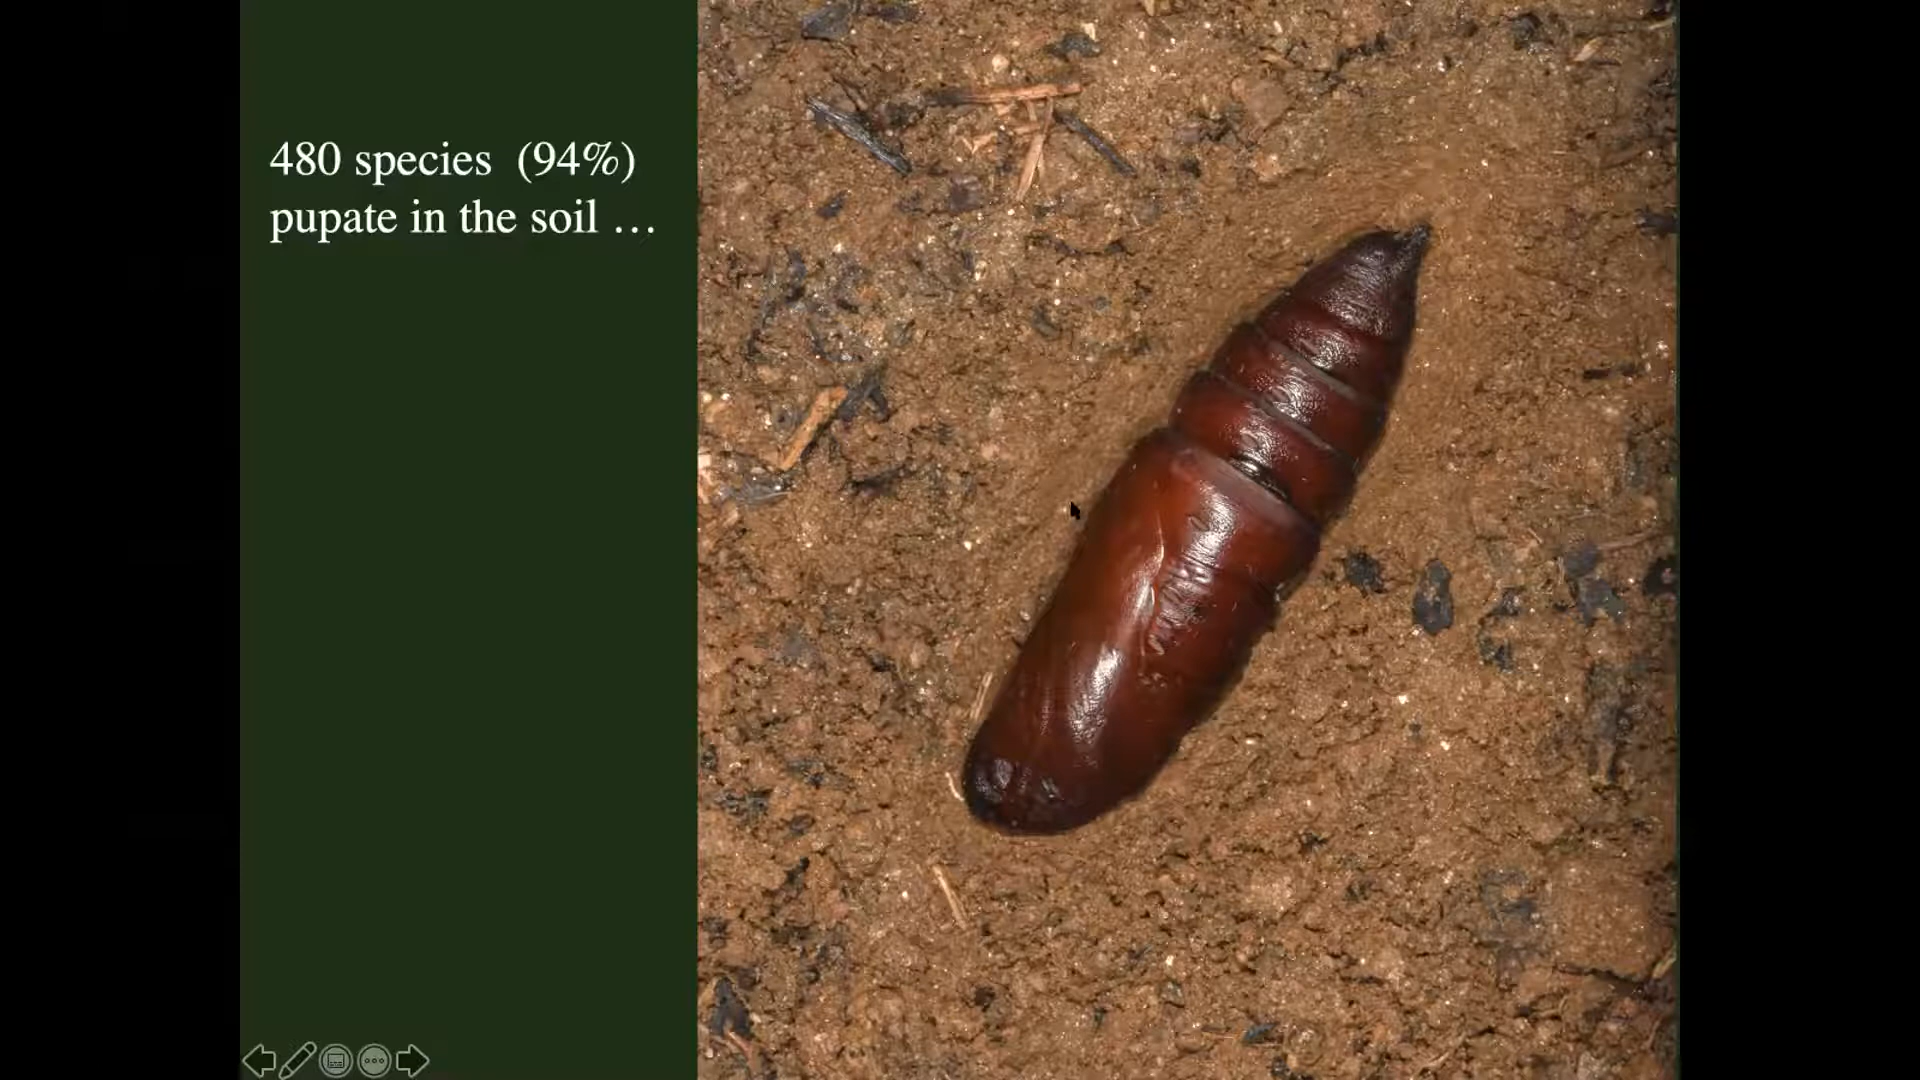 480 species (94%)
pupate in the soil …